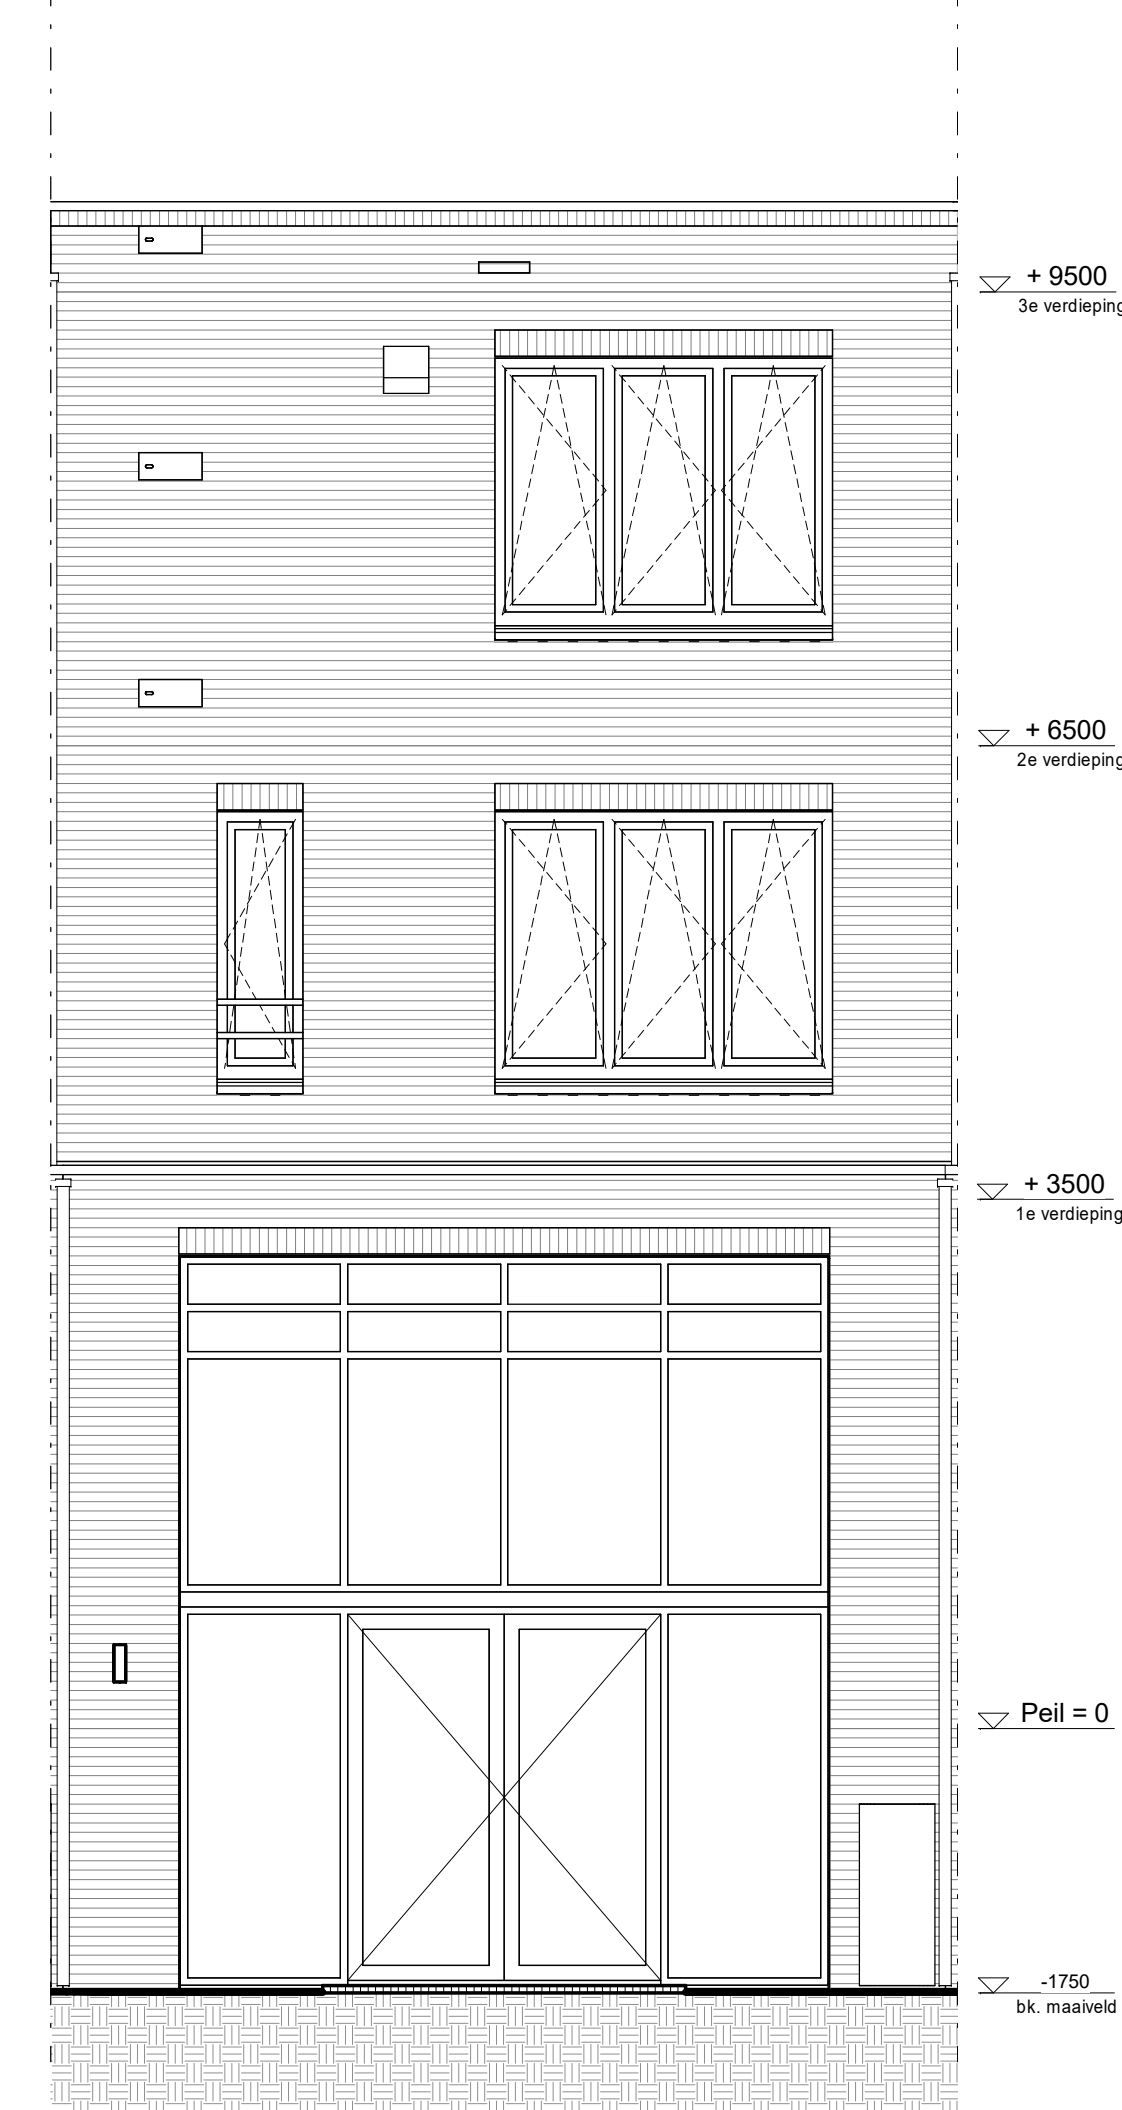 + 9500
3e verdieping
+ 6500
2e verdieping
+ 3500
1e verdieping
Peil = 0
-1750
bk. maaiveld